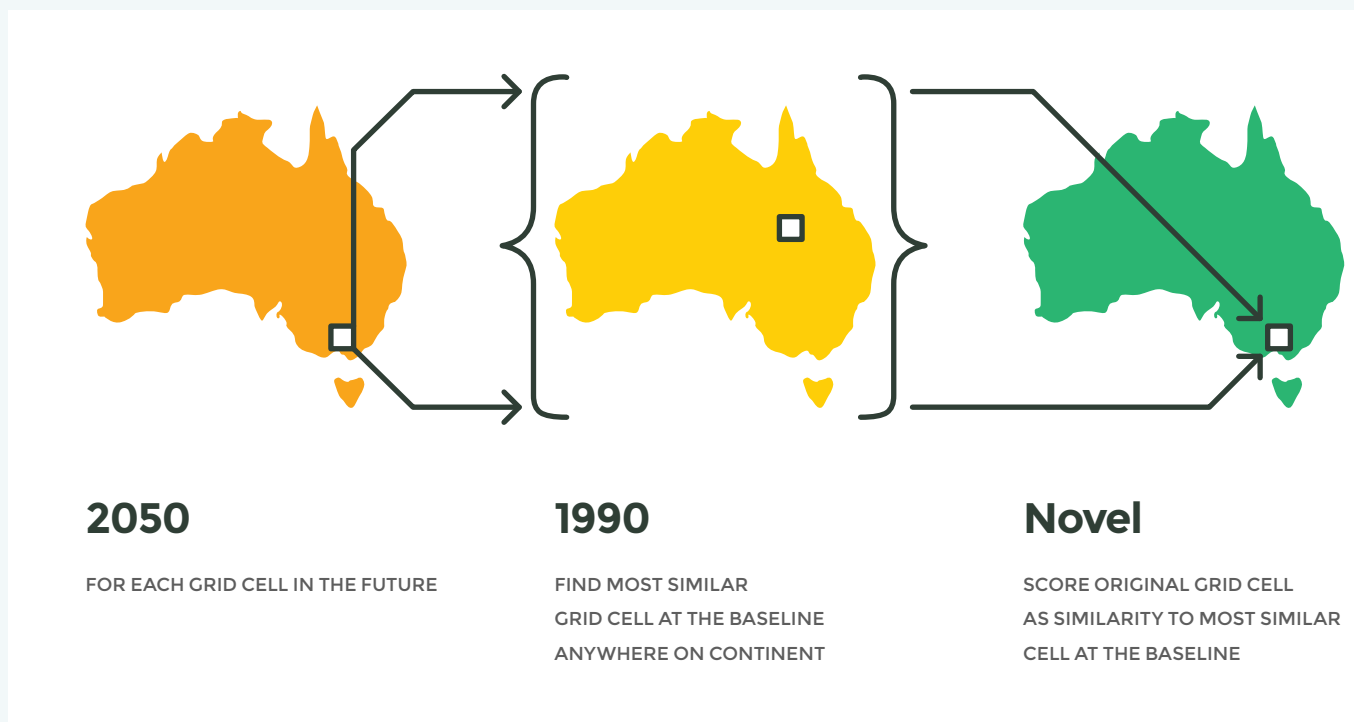 2050
FOR EACH GRID CELL IN THE FUTURE
1990
FIND MOST SIMILAR
GRID CELL AT THE BASELINE
ANYWHERE ON CONTINENT
Novel
SCORE ORIGINAL GRID CELL
AS SIMILARITY TO MOST SIMILAR
CELL AT THE BASELINE